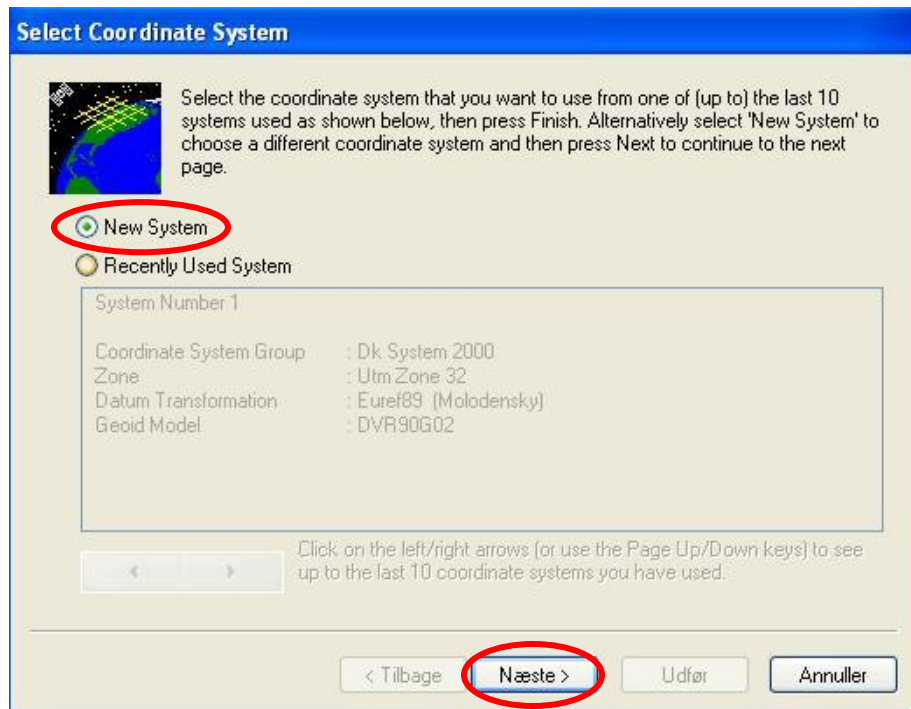 Select Coordinate System
Select the coordinate system that you want to use from one of (up to) the last 10
systems used as shown below, then press Finish. Alternatively select 'New System' to
choose a different coordinate system and then press Next to continue to the next
page.
New System
Recently Used System
System Number 1
Coordinate System Group : Dk System 2000
Zone : Utm Zone 32
Datum Transformation : Euref89 (Molodensky)
Geoid Model : DVR90G02
Click on the left/right arrows (or use the Page Up/Down keys) to see
up to the last 10 coordinate systems you have used.
< >
< Tilbage Næste > Udfør Annuller